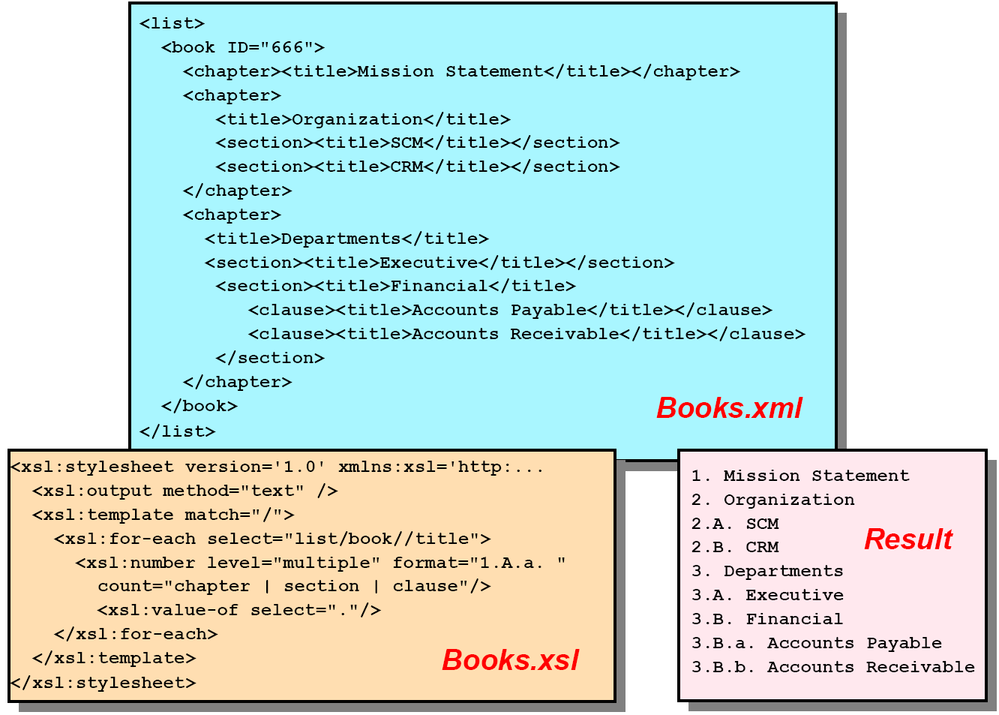 <list>
<book ID="666">
<chapter><title>Mission Statement</title></chapter>
<chapter>
<title>Organization</title>
<section><title>SCM</title></section>
<section><title>CRM</title></section>
</chapter>
<chapter>
<title>Departments</title>
<section><title>Executive</title></section>
<section><title>Financial</title>
<clause><title>Accounts Payable</title></clause>
<clause><title>Accounts Receivable</title></clause>
</section>
</chapter>
</book>
</list>
Books.xml
<xsl:stylesheet version='1.0' xmlns:xsl='http:...
<xsl:output method="text" />
<xsl:template match="/">
<xsl:for-each select="list/book//title">
<xsl:number level="multiple" format="1.A.a. "
count="chapter | section | clause"/>
<xsl:value-of select="."/>
</xsl:for-each>
</xsl:template>
</xsl:stylesheet>
Books.xsl
1. Mission Statement
2. Organization
2.A. SCM
2.B. CRM
3. Departments
3.A. Executive
3.B. Financial
3.B.a. Accounts Payable
3.B.b. Accounts Receivable
Result